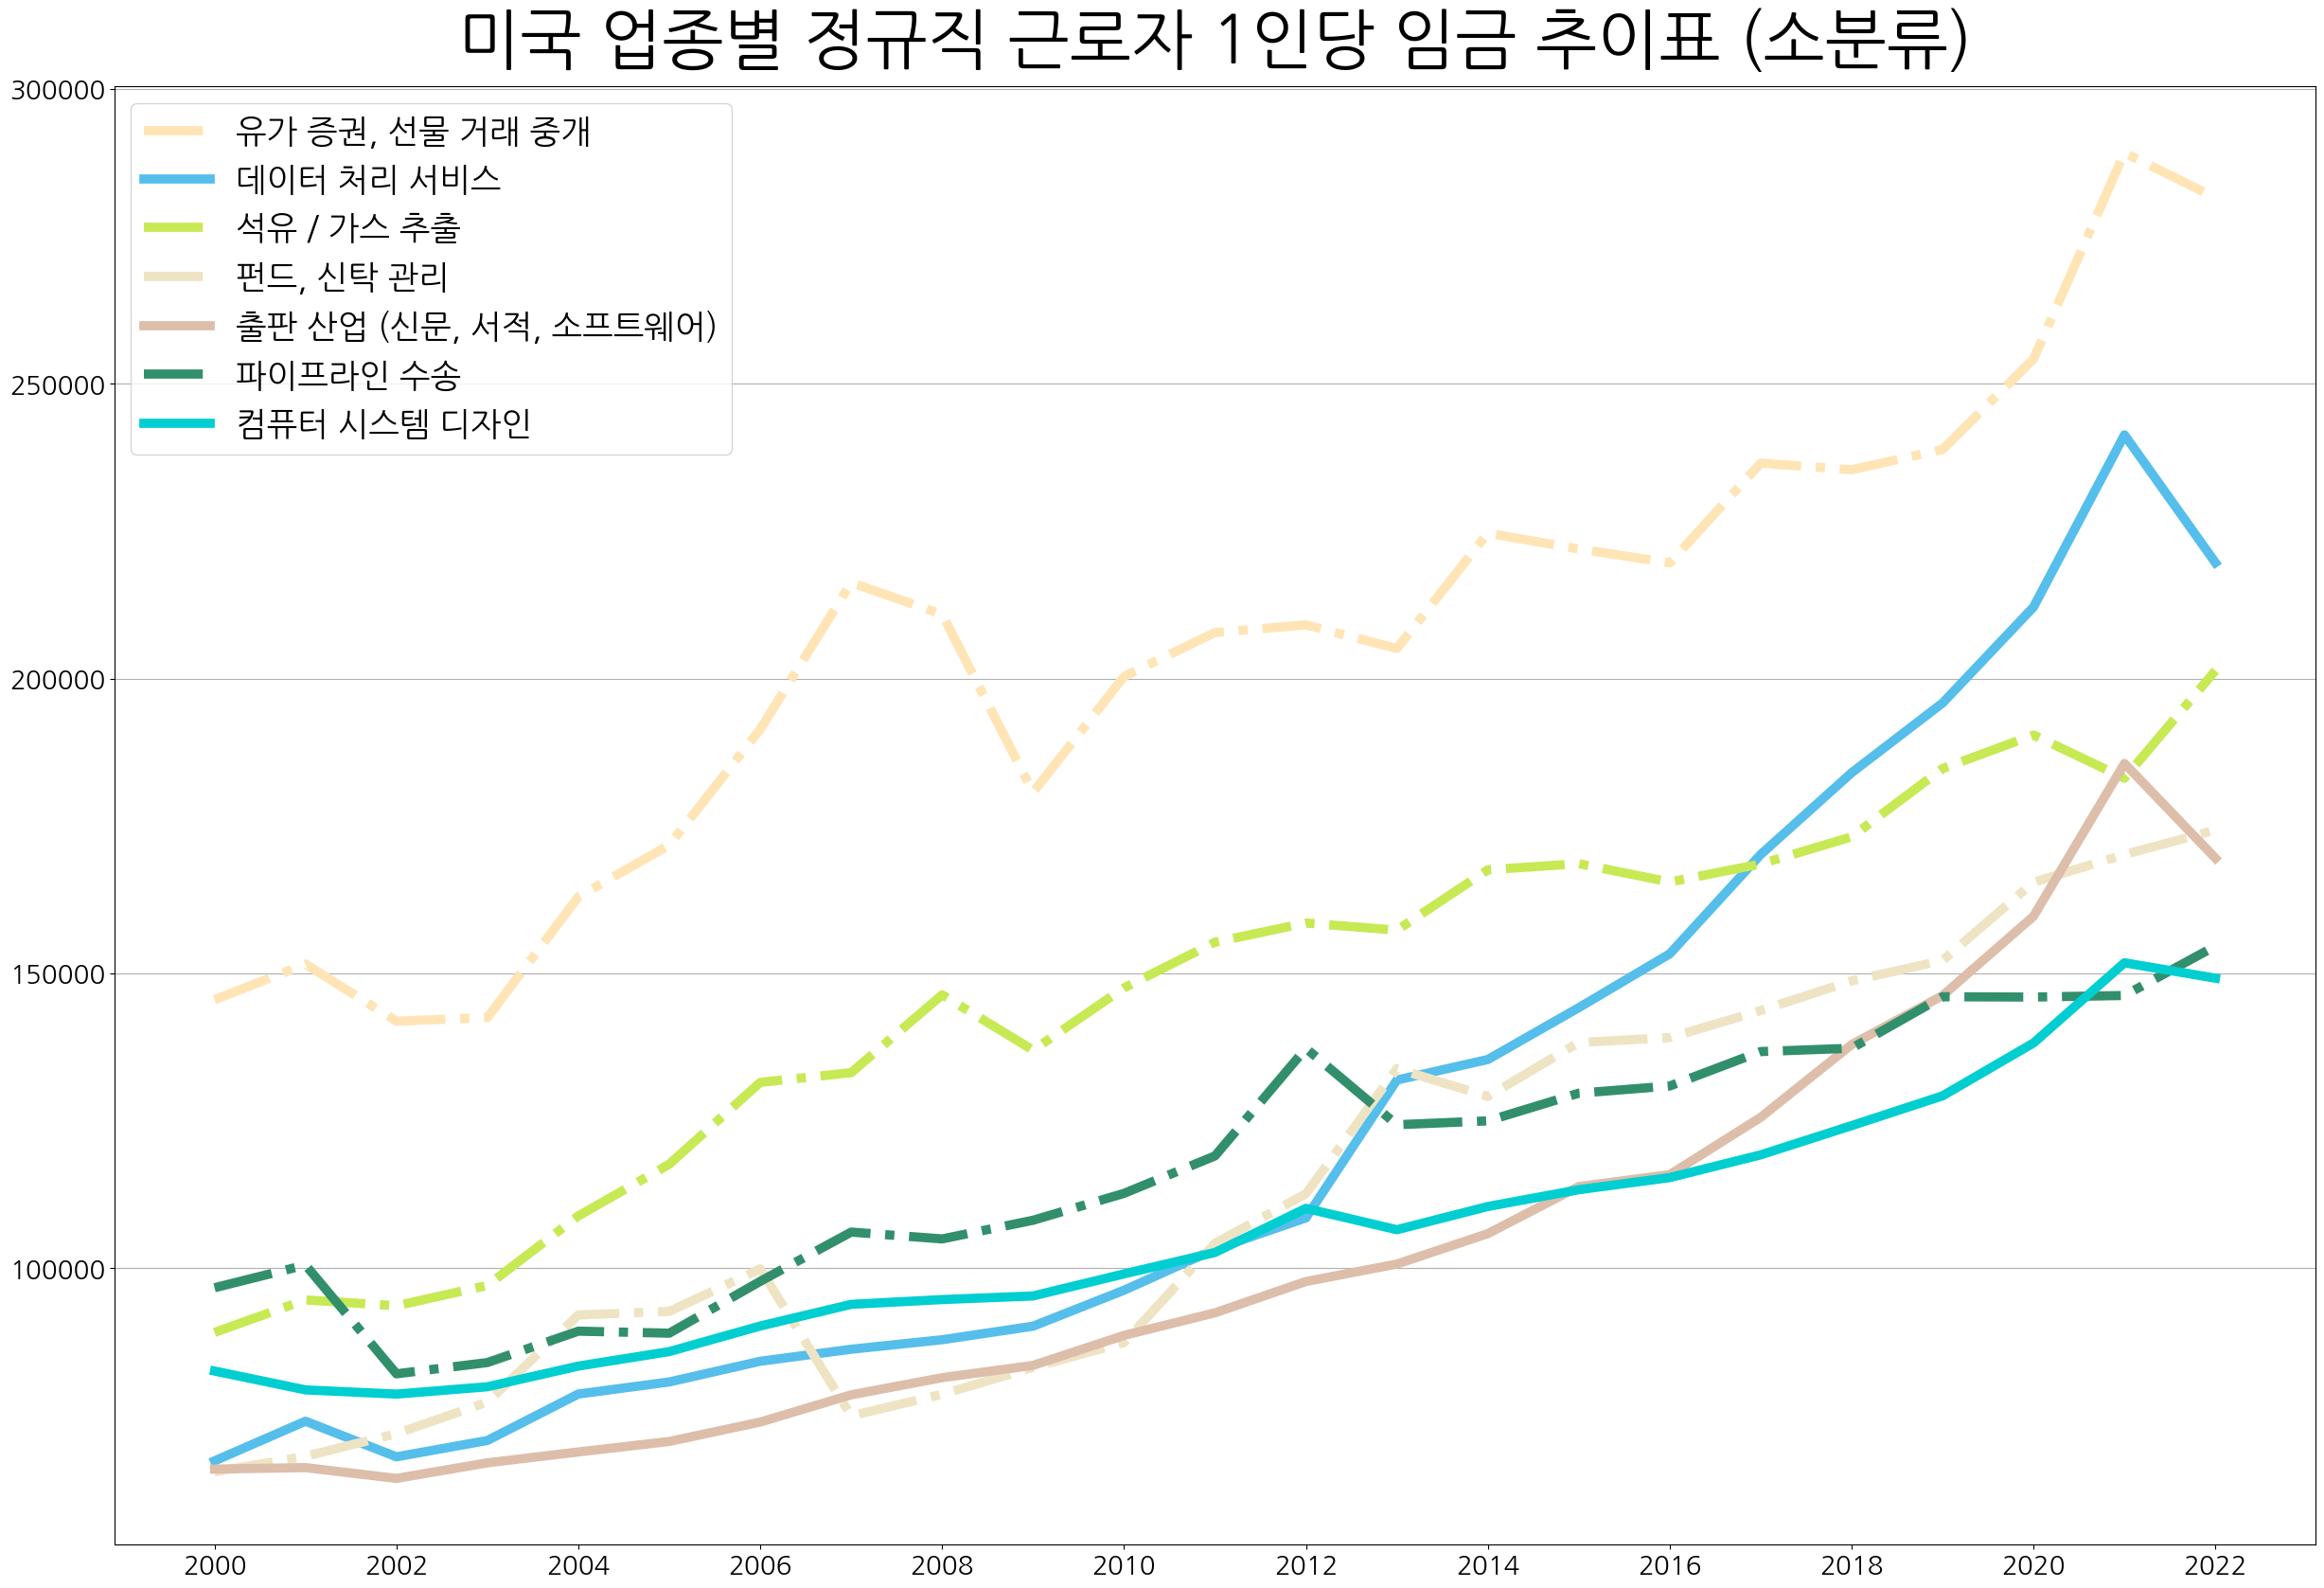 미국 업종별 정규직 근로자 1인당 임금 추이표 (소분류)
300000
유가 증권, 선물 거래 중개
데이터 처리 서비스
석유 / 가스 추출
펀드, 신탁 관리
출판 산업 (신문, 서적, 소프트웨어)
파이프라인 수송
컴퓨터 시스템 디자인
250000
200000
150000
100000
2000 2002 2004 2006 2008 2010 2012 2014 2016 2018 2020 2022